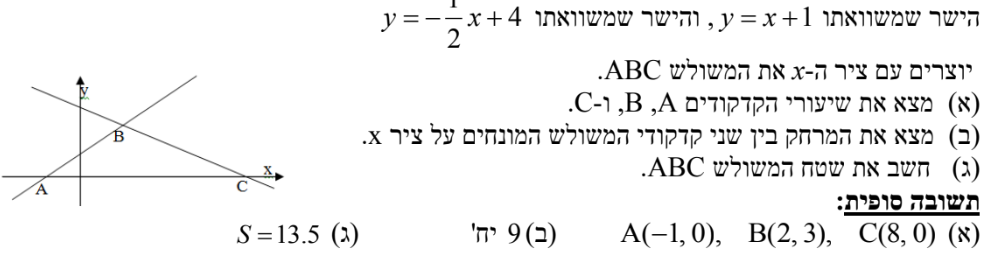 הישר שמשוואתו y = x + 1 , והישר שמשוואתו y = -\frac{1}{2}x + 4
יוצרים עם ציר ה-x את המשולש ABC.
(א) מצא את שיעורי הקדקודים A, B, ו-C.
(ב) מצא את המרחק בין שני קדקודי המשולש המונחים על ציר x.
(ג) חשב את שטח המשולש ABC.
y
B
x
A
C
תשובה סופית:
(א) A(−1, 0), B(2, 3), C(8, 0) (ב) 9 יח' (ג) S = 13.5